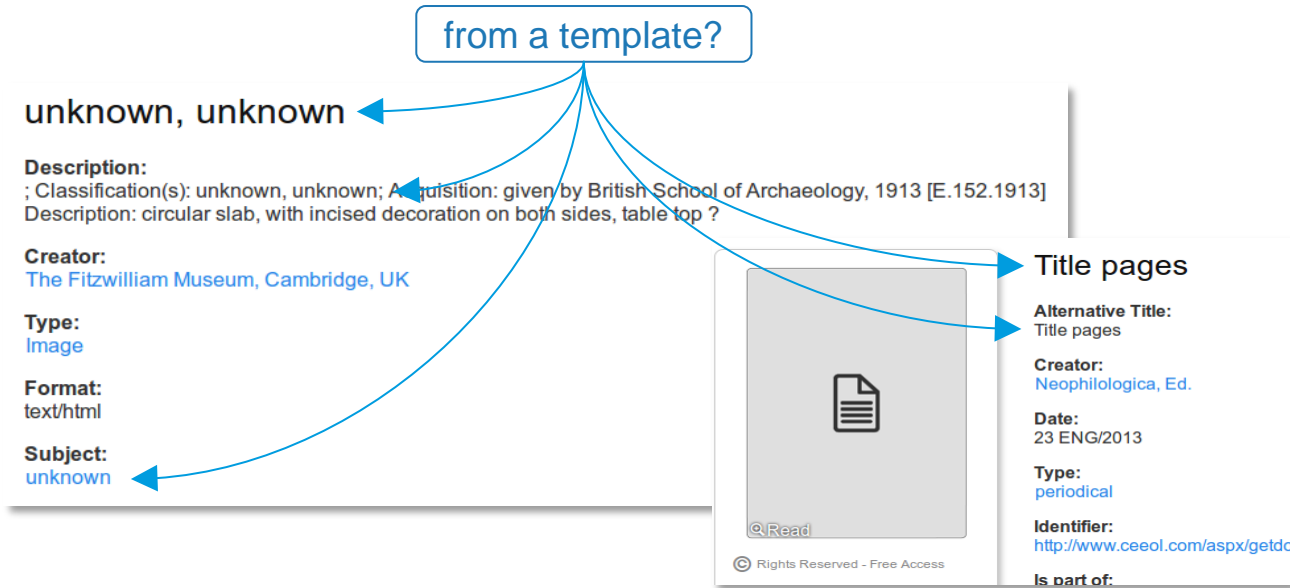 from a template?
unknown, unknown
Description:
; Classification(s): unknown, unknown; Acquisition: given by British School of Archaeology, 1913 [E.152.1913]
Description: circular slab, with incised decoration on both sides, table top ?
Creator:
The Fitzwilliam Museum, Cambridge, UK
Type:
Image
Format:
text/html
Subject:
unknown
Read
© Rights Reserved - Free Access
Title pages
Alternative Title:
Title pages
Creator:
Neophilologica, Ed.
Date:
23 ENG/2013
Type:
periodical
Identifier:
http://www.ceeol.com/aspx/getdo
Is part of: